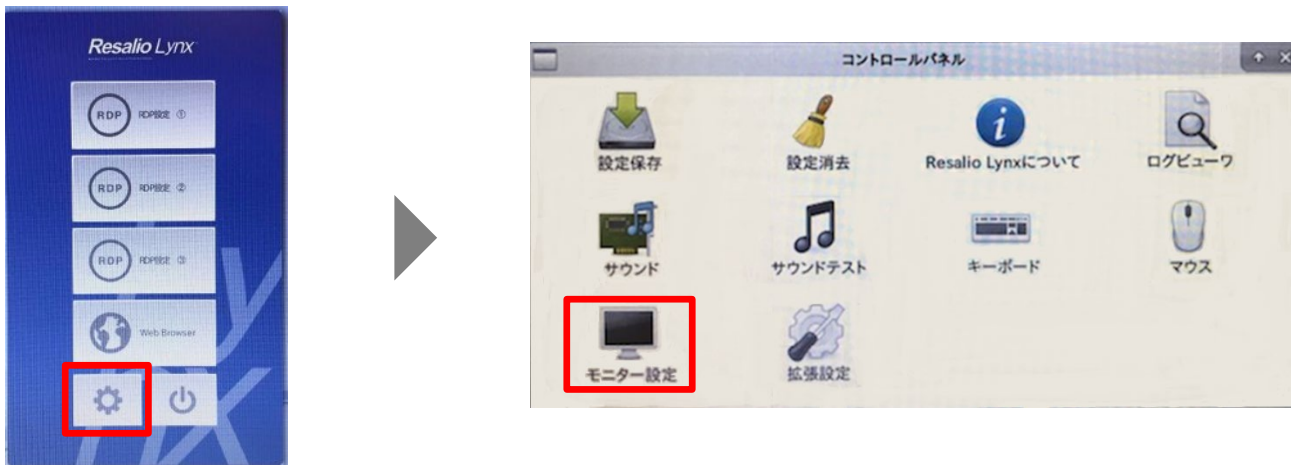 Resalio Lynx
RDP RDP設定 ①
RDP RDP設定 ②
RDP RDP設定 ③
Web Browser
Lynx
コントロールパネル
設定保存
設定消去
Resalio Lynxについて
ログビューワ
サウンド
サウンドテスト
キーボード
マウス
モニター設定
拡張設定